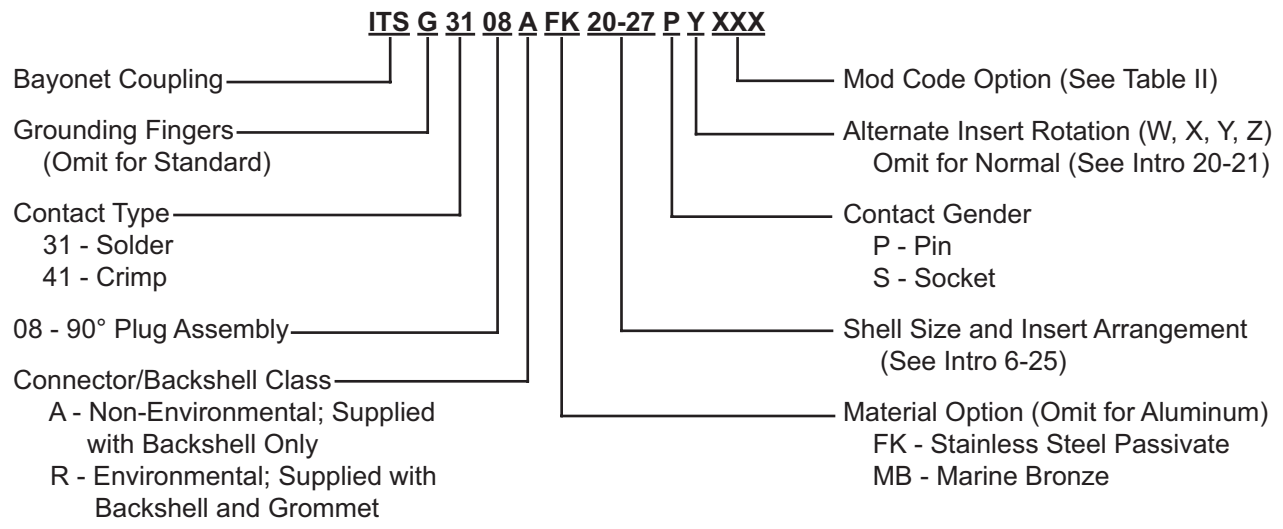 ITS G 31 08 A FK 20-27 P Y XXX
Bayonet Coupling
Grounding Fingers
(Omit for Standard)
Contact Type
31 - Solder
41 - Crimp
08 - 90° Plug Assembly
Connector/Backshell Class
A - Non-Environmental; Supplied
with Backshell Only
R - Environmental; Supplied with
Backshell and Grommet
Mod Code Option (See Table II)
Alternate Insert Rotation (W, X, Y, Z)
Omit for Normal (See Intro 20-21)
Contact Gender
P - Pin
S - Socket
Shell Size and Insert Arrangement
(See Intro 6-25)
Material Option (Omit for Aluminum)
FK - Stainless Steel Passivate
MB - Marine Bronze